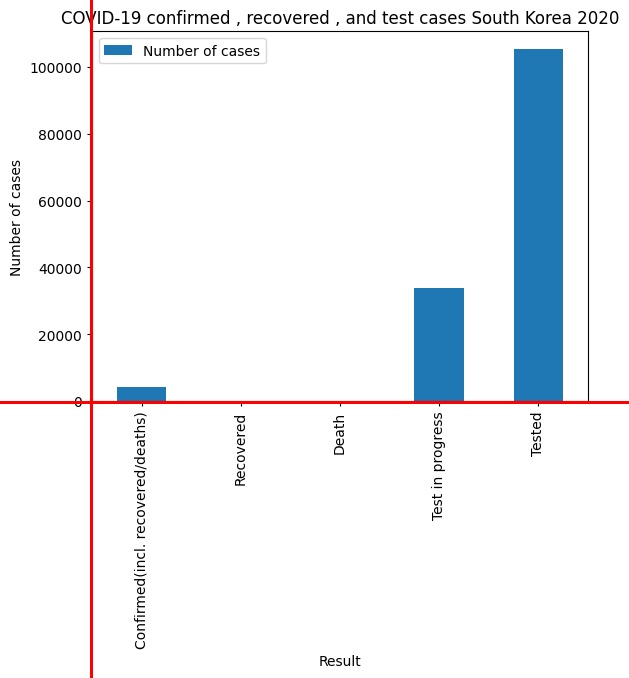 COVID-19 confirmed , recovered , and test cases South Korea 2020
Number of cases
100000
80000
60000
40000
20000
0
Number of cases
Confirmed(incl. recovered/deaths)
Recovered
Death
Test in progress
Tested
Result